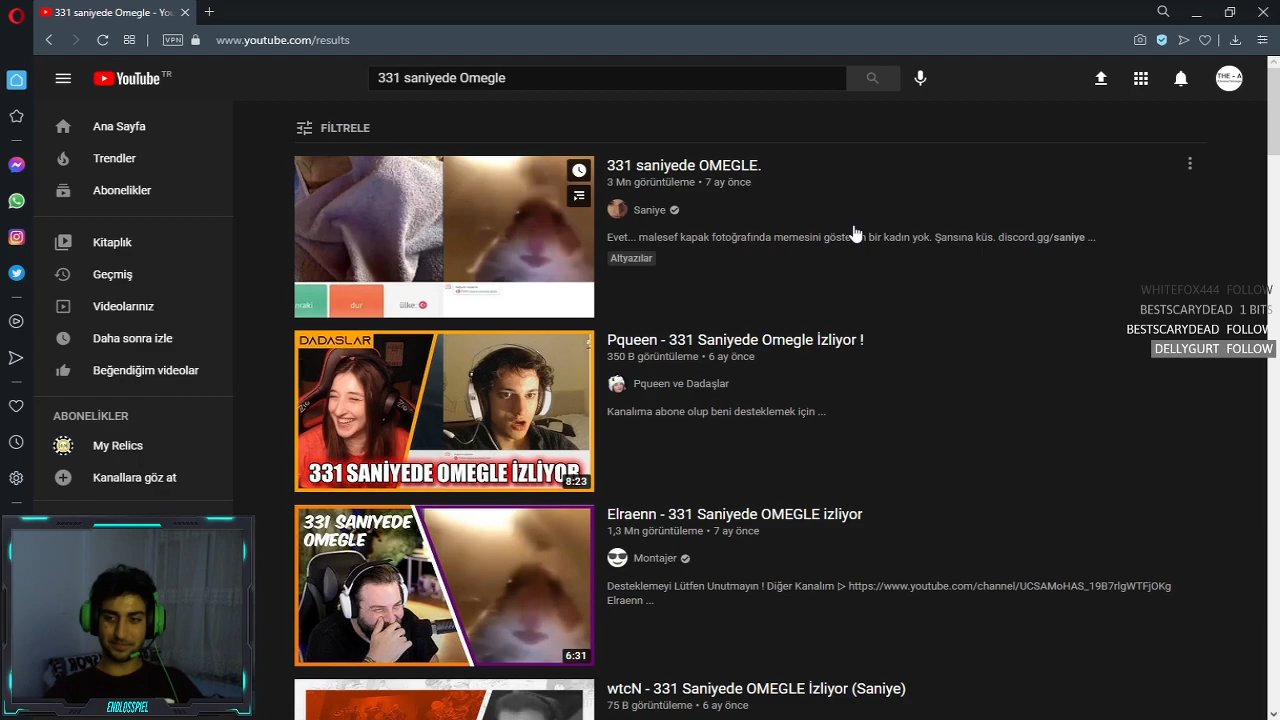 331 saniyede Omegle - You
www.youtube.com/results
VPN
YouTube TR
331 saniyede Omegle
THE - A
Ana Sayfa
Trendler
Abonelikler
Kitaplık
Geçmiş
Videolarınız
Daha sonra izle
Beğendiğim videolar
ABONELİKLER
My Relics
Kanallara göz at
FİLTRELE
dur
ülke:
331 saniyede OMEGLE.
3 Mn görüntüleme • 7 ay önce
Saniye
Evet... malesef kapak fotoğrafında memesini bir kadın yok. Şansına küs. discord.gg/saniye ...
Altyazılar
DADAŞLAR
331 SANİYEDE OMEGLE İZLİYOR
8:23
Pqueen - 331 Saniyede Omegle İzliyor !
350 B görüntüleme • 6 ay önce
Pqueen ve Dadaşlar
Kanalıma abone olup beni desteklemek için ...
331 SANIYEDE
OMEGLE
6:31
Elraenn - 331 Saniyede OMEGLE izliyor
1,3 Mn görüntüleme • 7 ay önce
Montajer
Desteklemeyi Lütfen Unutmayın ! Diğer Kanalım ▷ https://www.youtube.com/channel/UCSAMoHAS_19B7rlgWTFjOKg
Elraenn ...
wtcN - 331 Saniyede OMEGLE İzliyor (Saniye)
75 B görüntüleme • 6 ay önce
WHITEFOX444 FOLLOW
BESTSCARYDEAD 1 BITS
BESTSCARYDEAD FOLLOW
DELLYGURT FOLLOW
ENDLOSSPIEL